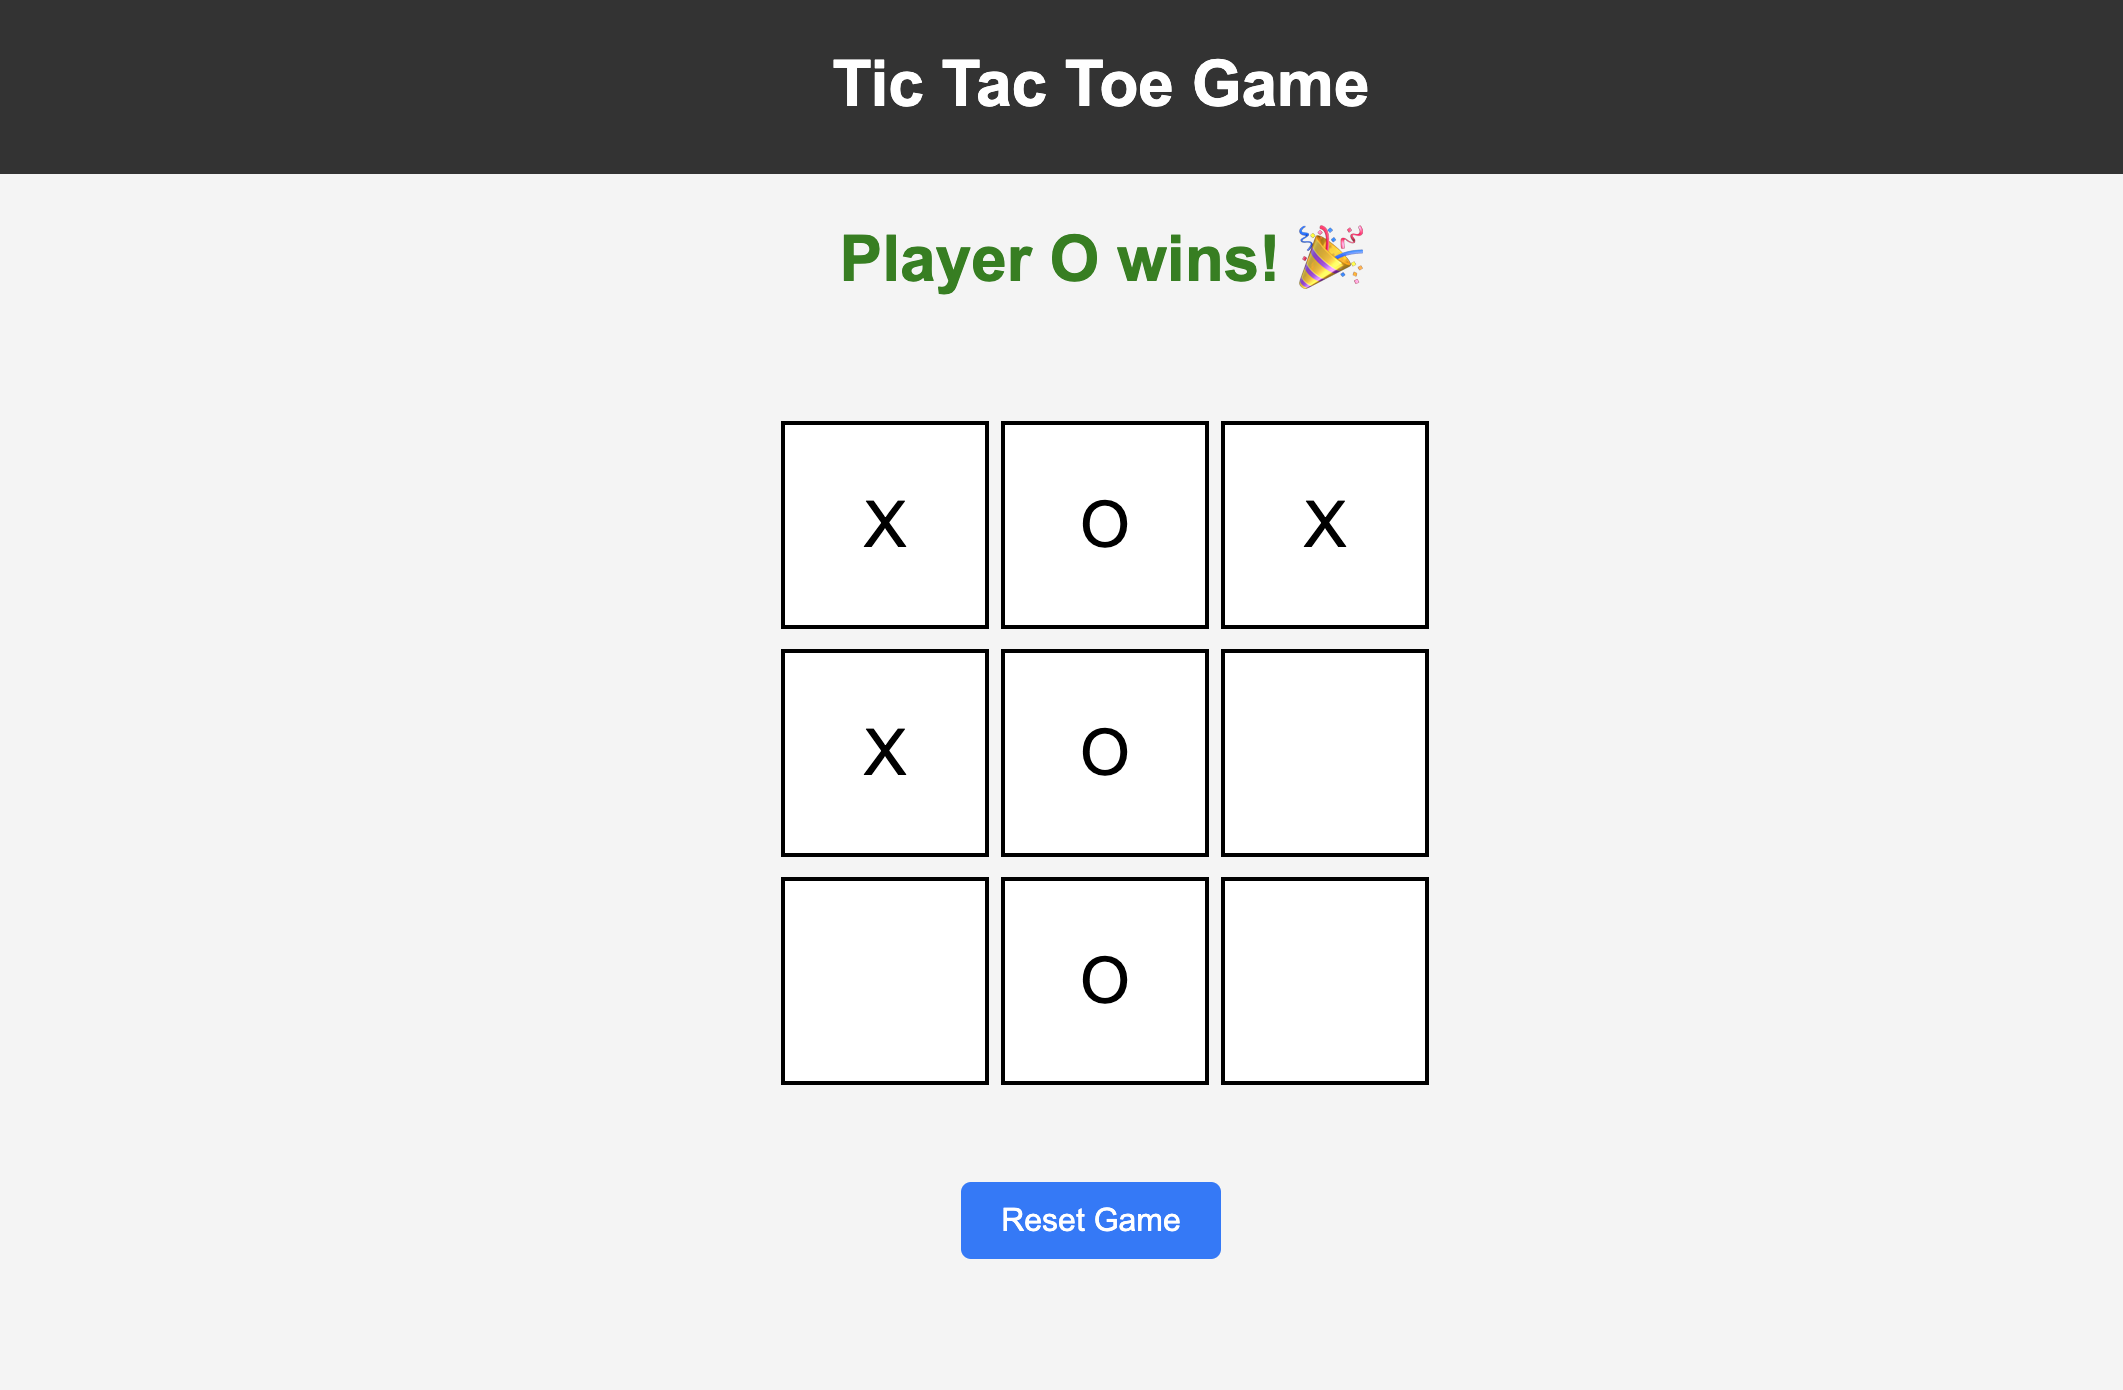 Tic Tac Toe Game
Player O wins! 🎉
X O X
X O
O
Reset Game